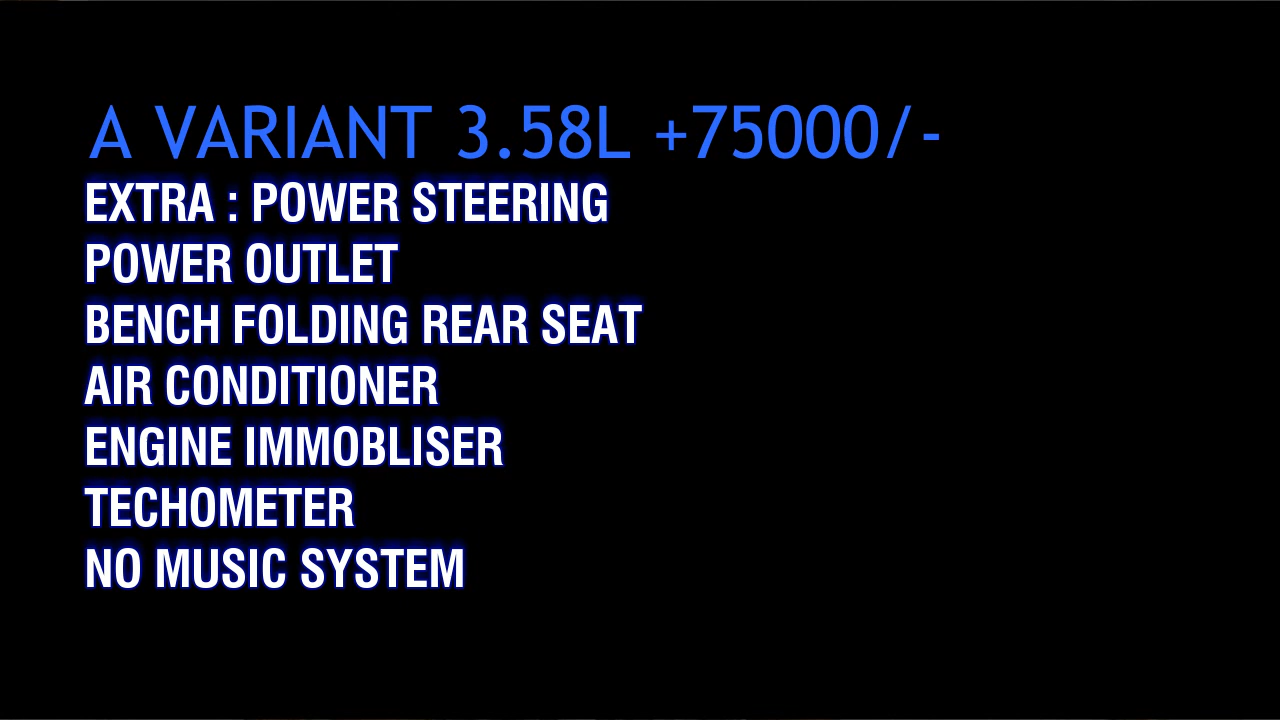 A VARIANT 3.58L +75000/-
EXTRA : POWER STEERING
POWER OUTLET
BENCH FOLDING REAR SEAT
AIR CONDITIONER
ENGINE IMMOBLISER
TECHOMETER
NO MUSIC SYSTEM